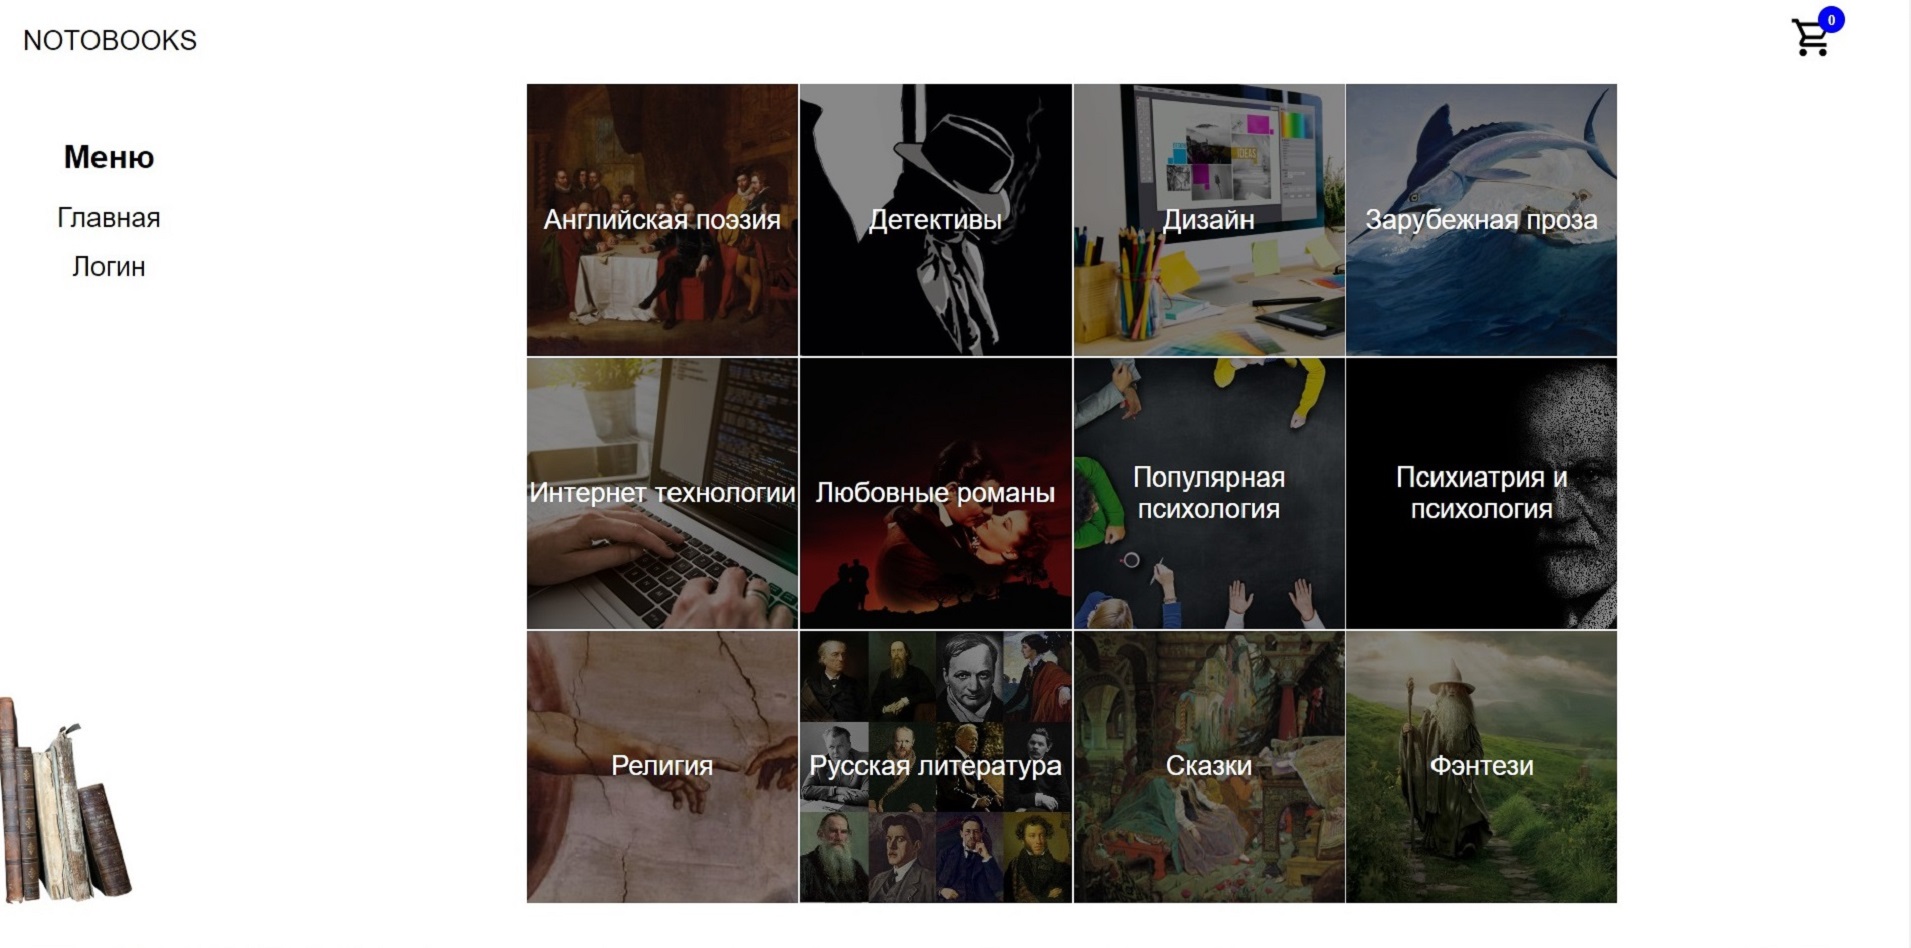 NOTOBOOKS
0
Меню
Главная
Логин
Английская поэзия
Детективы
Дизайн
Зарубежная проза
Интернет технологии
Любовные романы
Популярная
психология
Психиатрия и
психология
Религия
Русская литература
Сказки
Фэнтези